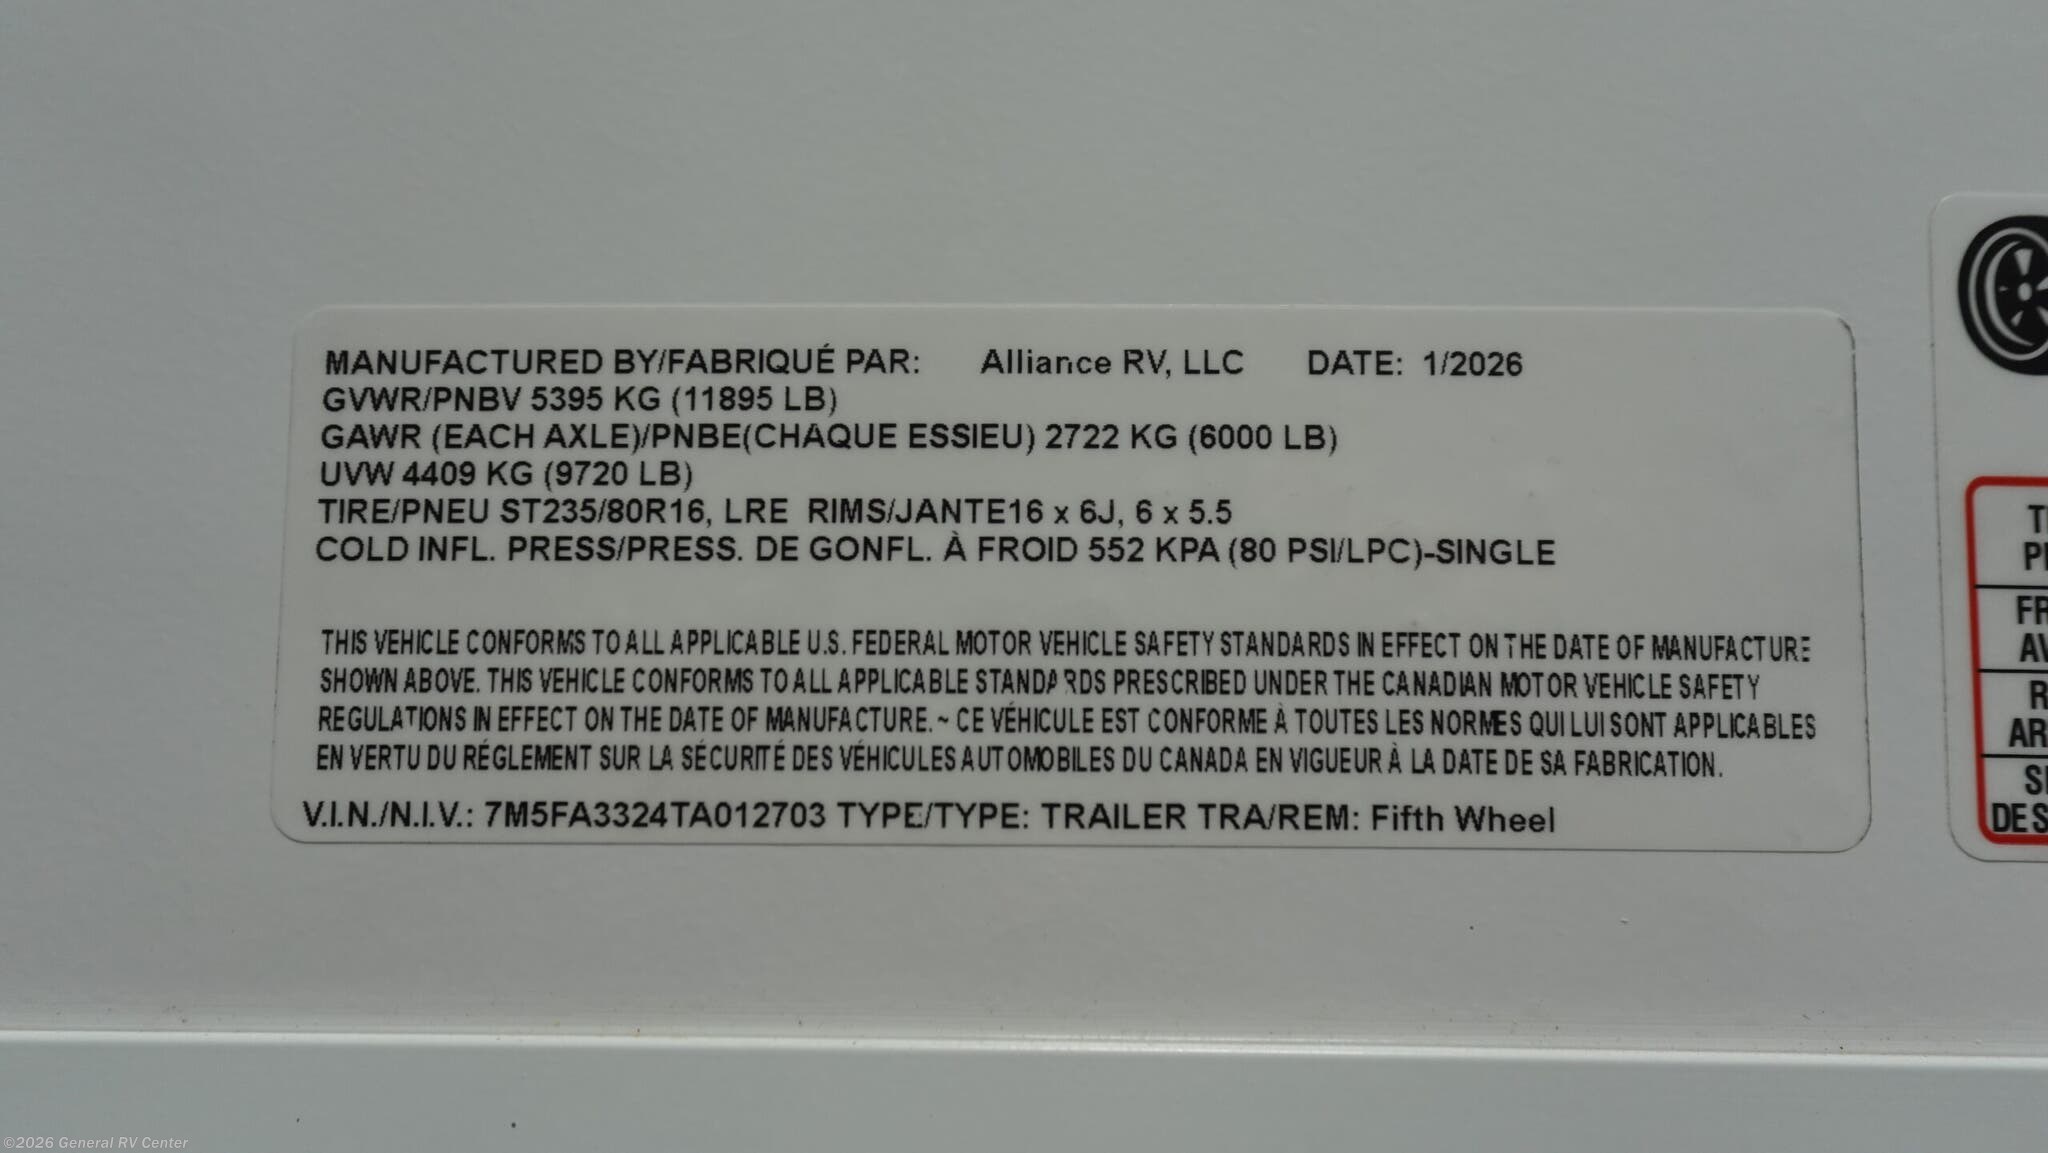 MANUFACTURED BY/FABRIQUÉ PAR: Alliance RV, LLC DATE: 1/2026
GVWR/PNBV 5395 KG (11895 LB)
GAWR (EACH AXLE)/PNBE(CHAQUE ESSIEU) 2722 KG (6000 LB)
UVW 4409 KG (9720 LB)
TIRE/PNEU ST235/80R16, LRE RIMS/JANTE16 x 6J, 6 x 5.5
COLD INFL. PRESS/PRESS. DE GONFL. À FROID 552 KPA (80 PSI/LPC)-SINGLE
THIS VEHICLE CONFORMS TO ALL APPLICABLE U.S. FEDERAL MOTOR VEHICLE SAFETY STANDARDS IN EFFECT ON THE DATE OF MANUFACTURE
SHOWN ABOVE. THIS VEHICLE CONFORMS TO ALL APPLICABLE STANDARDS PRESCRIBED UNDER THE CANADIAN MOTOR VEHICLE SAFETY
REGULATIONS IN EFFECT ON THE DATE OF MANUFACTURE. ~ CE VÉHICULE EST CONFORME À TOUTES LES NORMES QUI LUI SONT APPLICABLES
EN VERTU DU RÉGLEMENT SUR LA SÉCURITÉ DES VÉHICULES AUTOMOBILES DU CANADA EN VIGUEUR À LA DATE DE SA FABRICATION.
V.I.N./N.I.V.: 7M5FA3324TA012703 TYPE/TYPE: TRAILER TRA/REM: Fifth Wheel
©2026 General RV Center